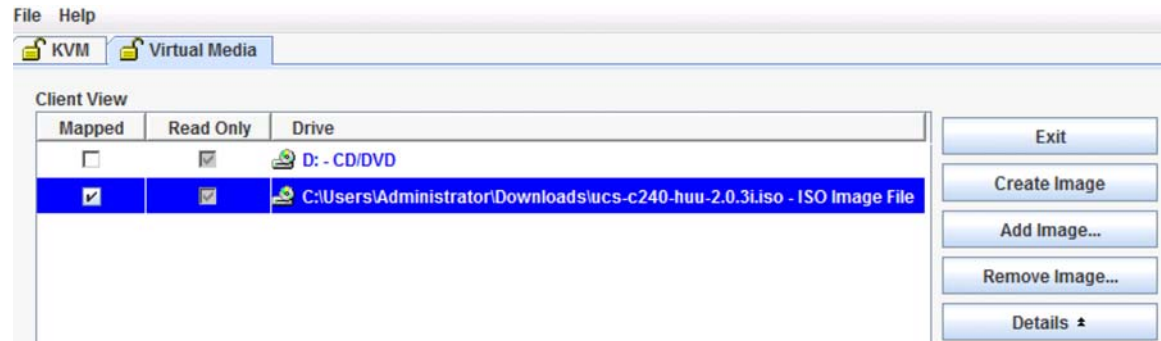 File Help
KVM Virtual Media
Client View
Mapped Read Only Drive
D: - CD/DVD
C:\Users\Administrator\Downloads\ucs-c240-huu-2.0.3i.iso - ISO Image File
Exit
Create Image
Add Image...
Remove Image...
Details